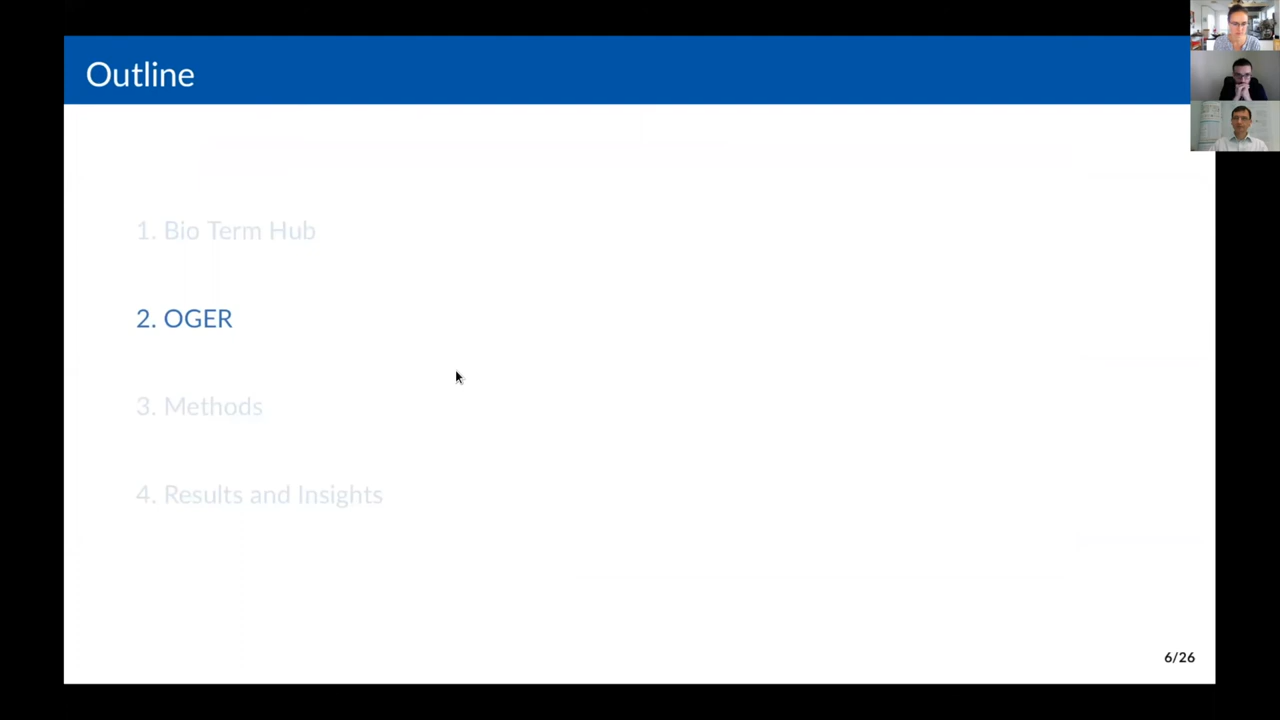 Outline
1. Bio Term Hub
2. OGER
3. Methods
4. Results and Insights
6/26